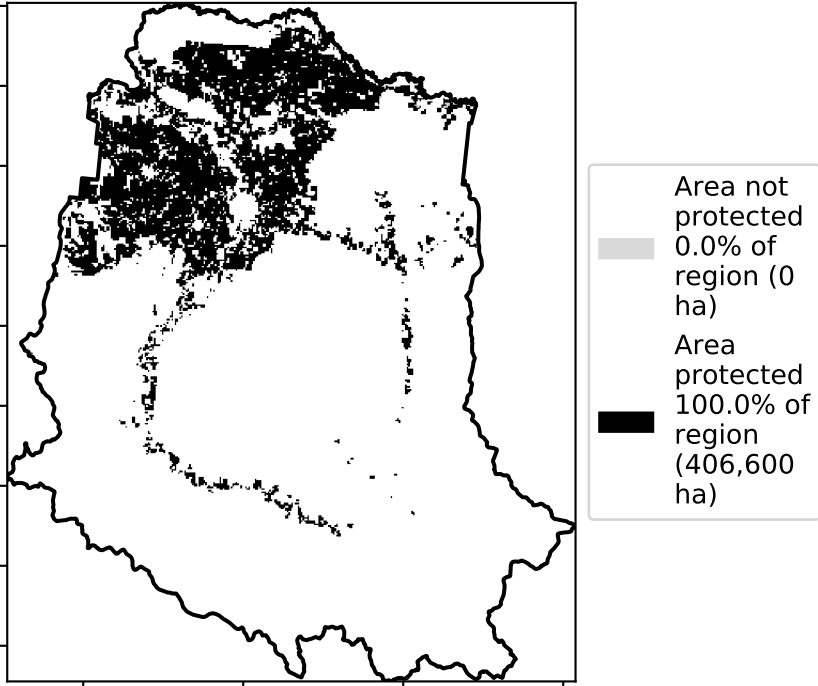 Area not
protected
0.0% of
region (0
ha)
Area
protected
100.0% of
region
(406,600
ha)